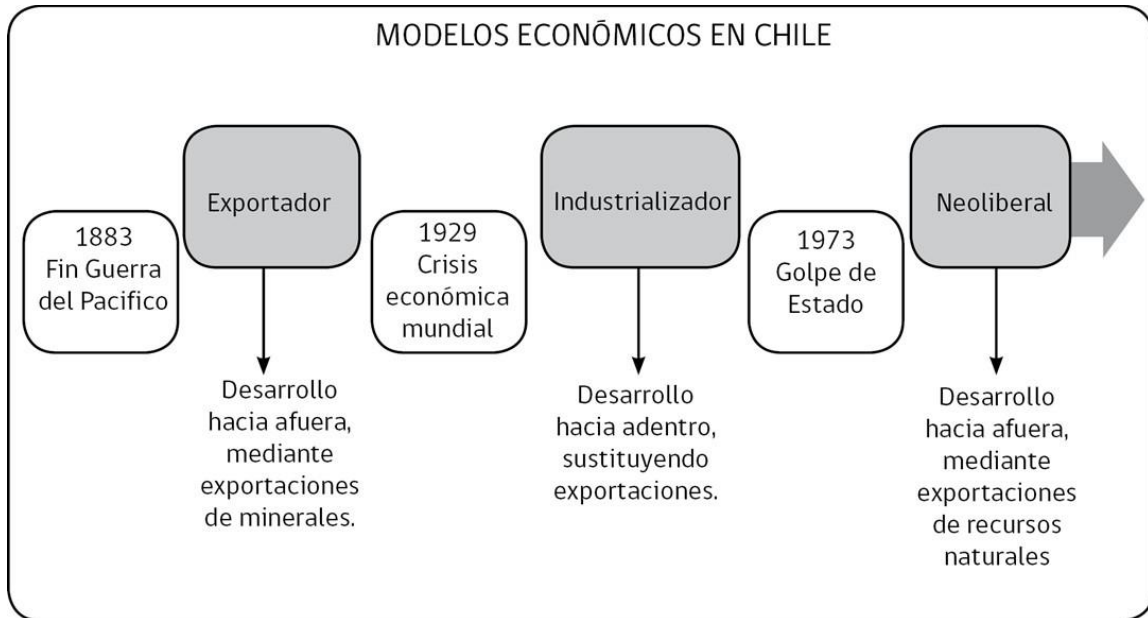 MODELOS ECONÓMICOS EN CHILE
1883
Fin Guerra
del Pacifico
Exportador
Desarrollo
hacia afuera,
mediante
exportaciones
de minerales.
1929
Crisis
económica
mundial
Industrializador
Desarrollo
hacia adentro,
sustituyendo
exportaciones.
1973
Golpe de
Estado
Neoliberal
Desarrollo
hacia afuera,
mediante
exportaciones
de recursos
naturales